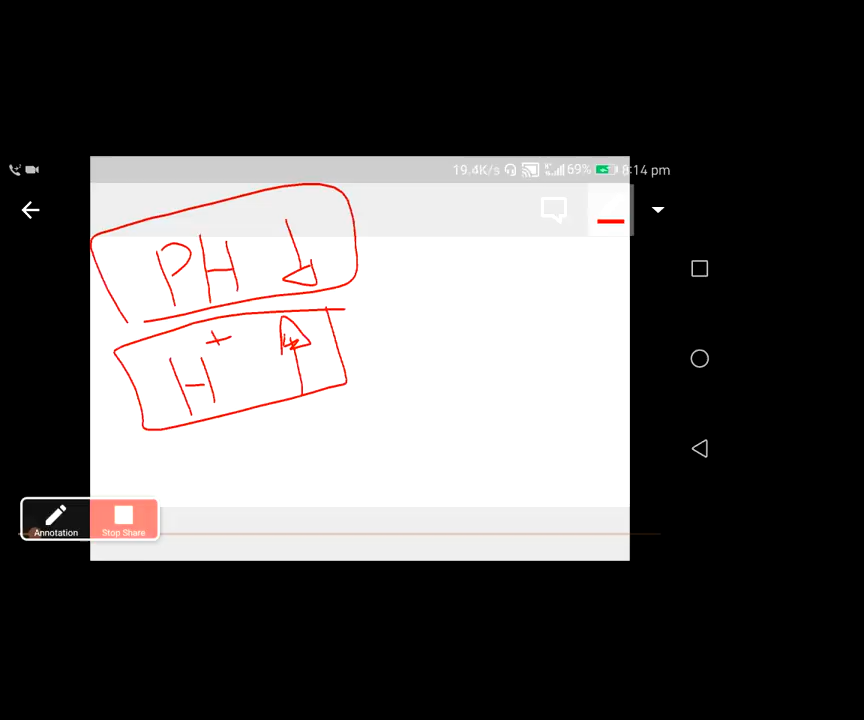 19.4K/s 69% 8:14 pm
PH ↓
H+ ↑
Annotation Stop Share